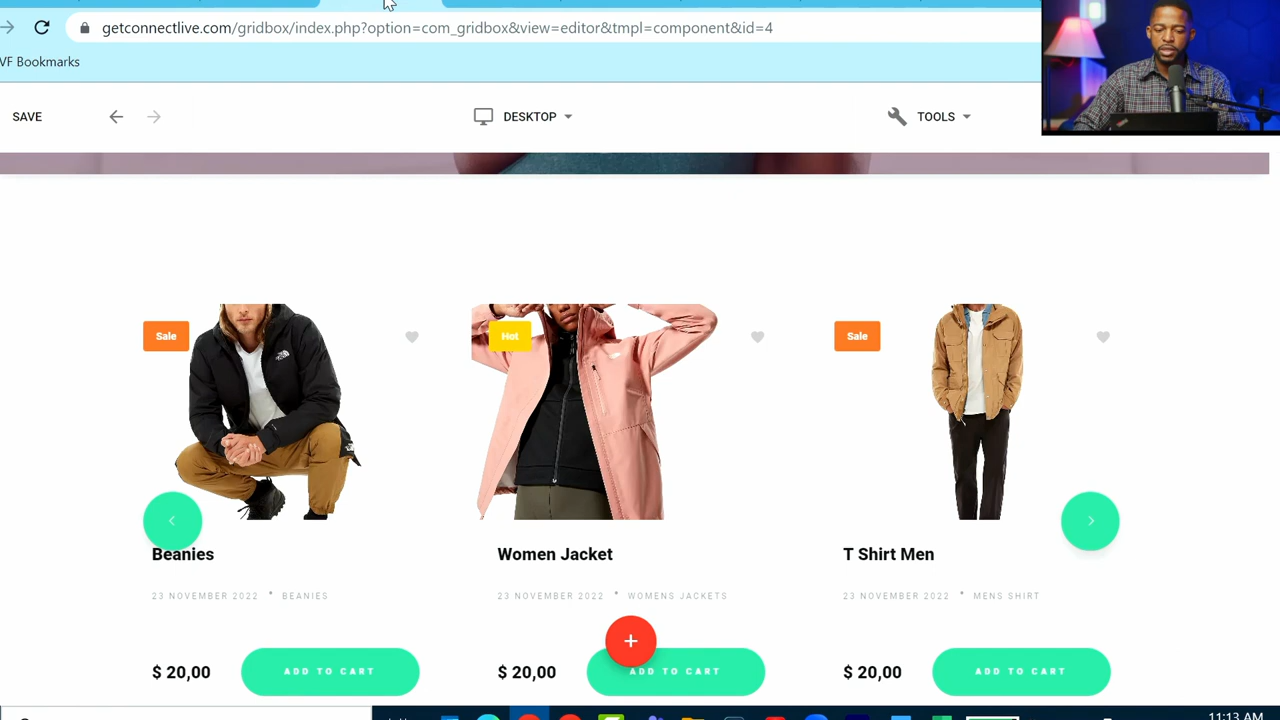 getconnectlive.com/gridbox/index.php?option=com_gridbox&view=editor&tmpl=component&id=4
VF Bookmarks
SAVE
DESKTOP
TOOLS
Sale
Hot
Sale
Beanies
Women Jacket
T Shirt Men
23 NOVEMBER 2022 * BEANIES
23 NOVEMBER 2022 * WOMENS JACKETS
23 NOVEMBER 2022 * MENS SHIRT
$ 20,00
ADD TO CART
$ 20,00
ADD TO CART
$ 20,00
ADD TO CART
11:13 AM